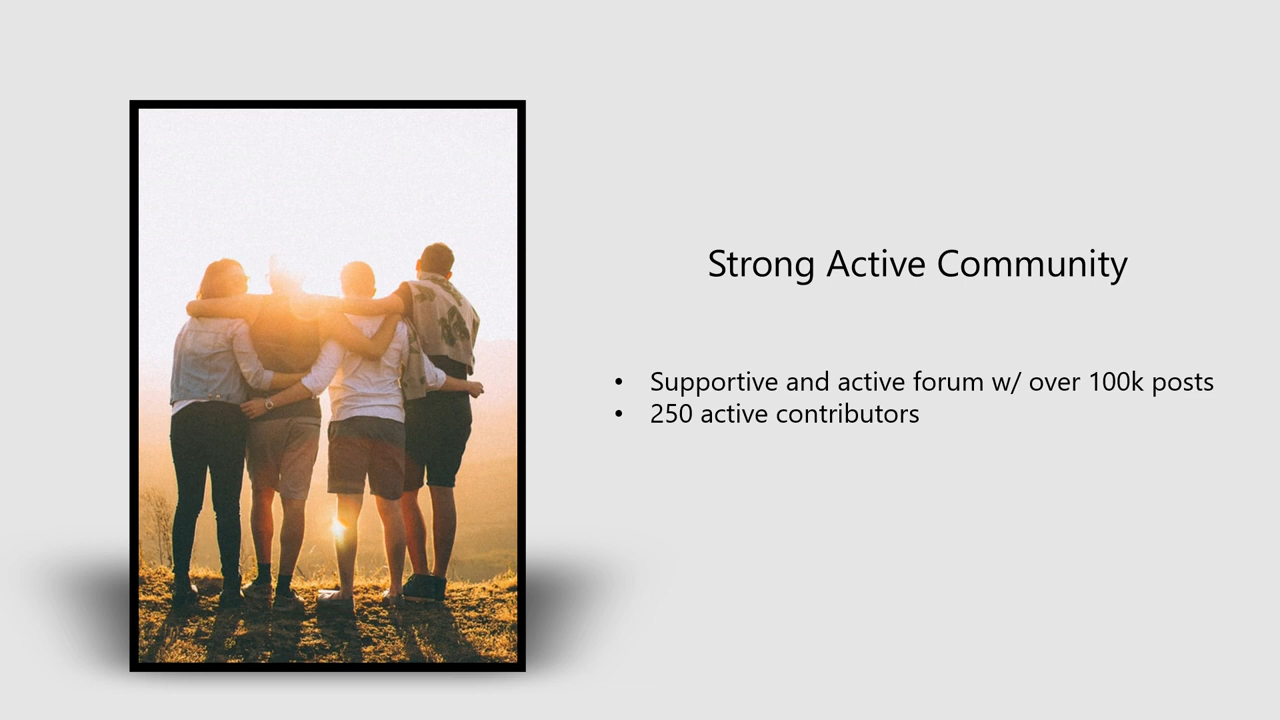 Strong Active Community
• Supportive and active forum w/ over 100k posts
• 250 active contributors